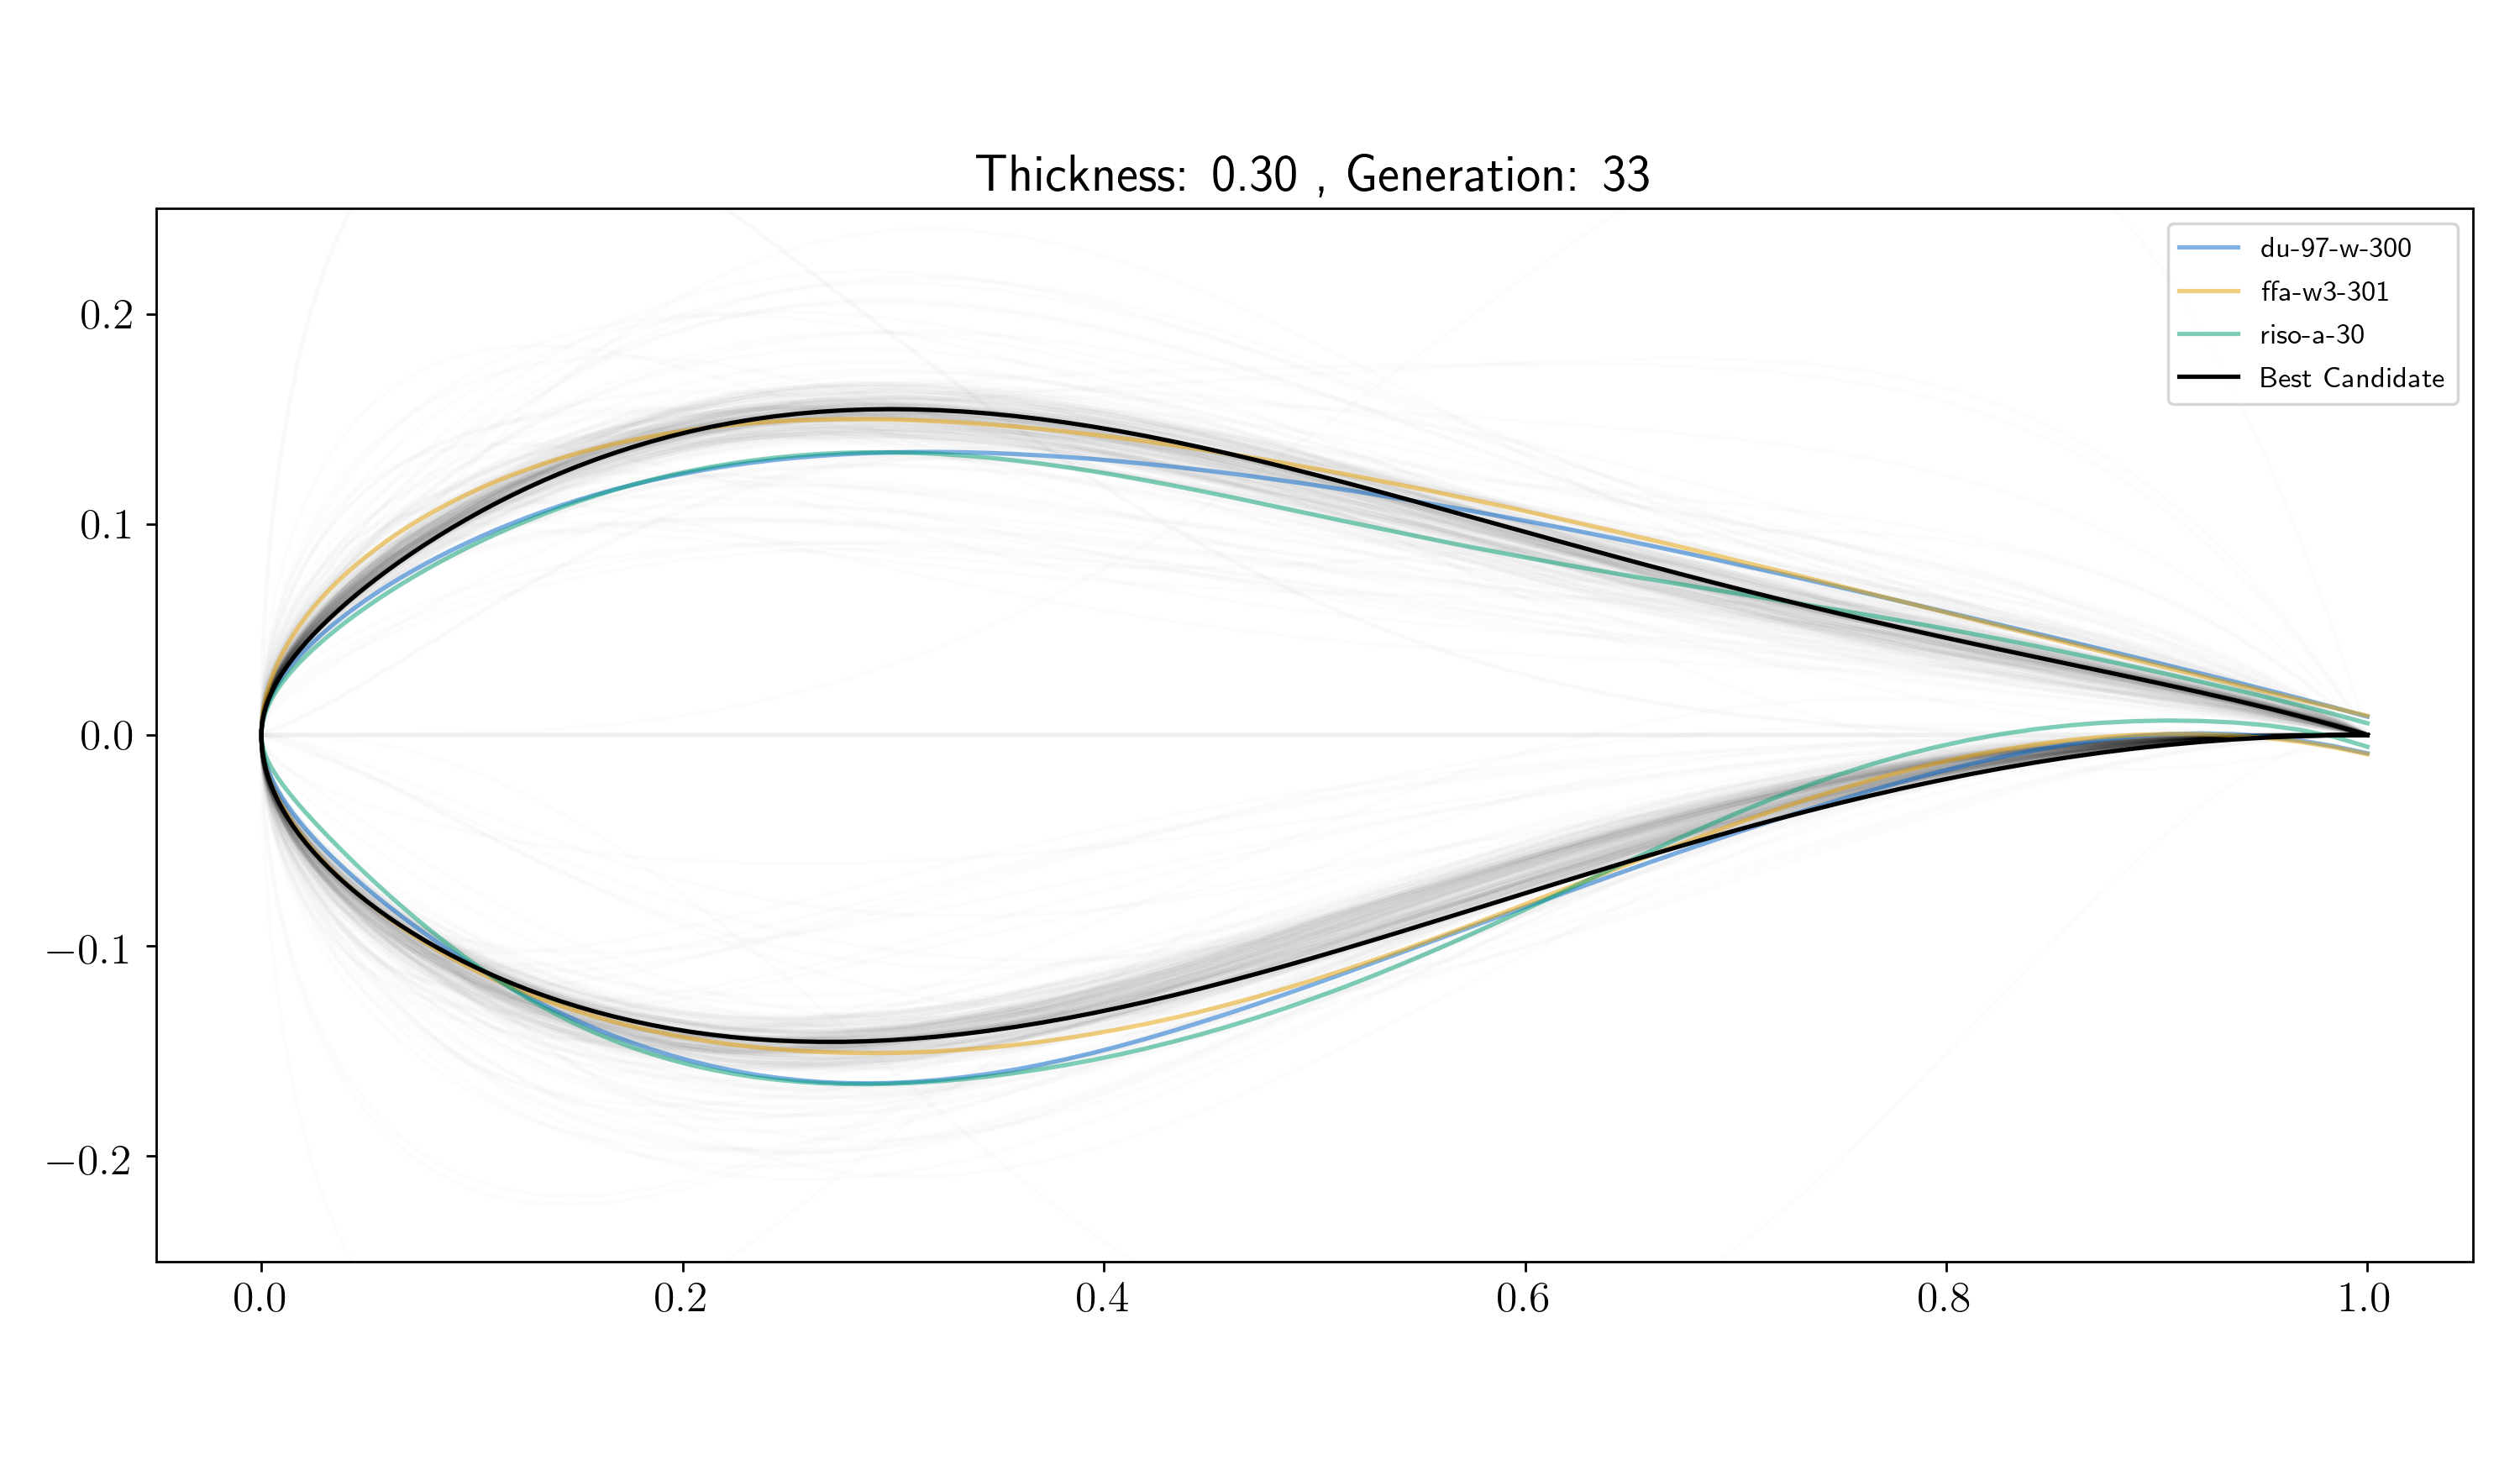 Thickness: 0.30 , Generation: 33
du-97-w-300
ffa-w3-301
riso-a-30
Best Candidate
0.2
0.1
0.0
−0.1
−0.2
0.0 0.2 0.4 0.6 0.8 1.0